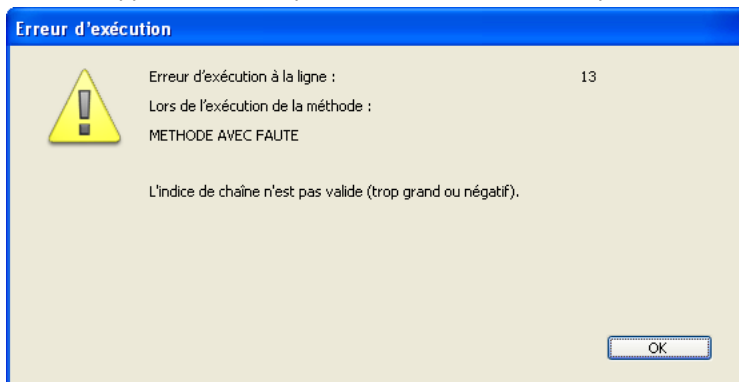 Erreur d'exécution
Erreur d'exécution à la ligne : 13
Lors de l'exécution de la méthode :
METHODE AVEC FAUTE
L'indice de chaîne n'est pas valide (trop grand ou négatif).
OK